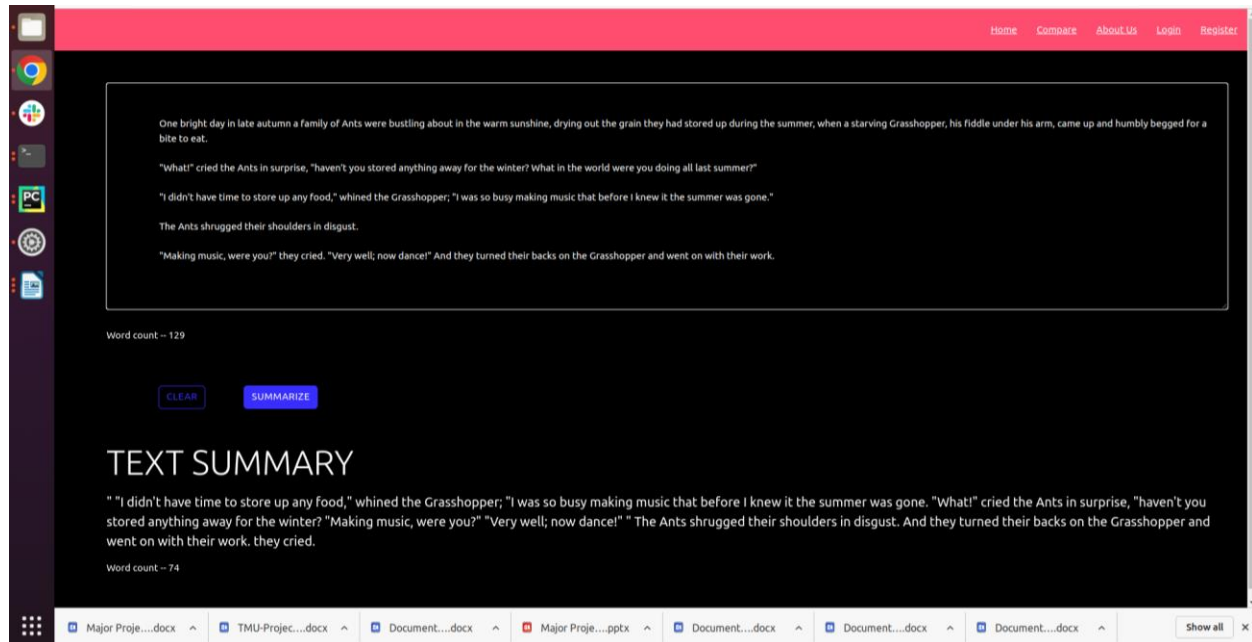 Home Compare About Us Login Register
One bright day in late autumn a family of Ants were bustling about in the warm sunshine, drying out the grain they had stored up during the summer, when a starving Grasshopper, his fiddle under his arm, came up and humbly begged for a
bite to eat.
"What!" cried the Ants in surprise, "haven't you stored anything away for the winter? What in the world were you doing all last summer?"
"I didn't have time to store up any food," whined the Grasshopper; "I was so busy making music that before I knew it the summer was gone."
The Ants shrugged their shoulders in disgust.
"Making music, were you?" they cried. "Very well; now dance!" And they turned their backs on the Grasshopper and went on with their work.
Word count -- 129
CLEAR SUMMARIZE
TEXT SUMMARY
" "I didn't have time to store up any food," whined the Grasshopper; "I was so busy making music that before I knew it the summer was gone. "What!" cried the Ants in surprise, "haven't you
stored anything away for the winter? "Making music, were you?" "Very well; now dance!" " The Ants shrugged their shoulders in disgust. And they turned their backs on the Grasshopper and
went on with their work. they cried.
Word count -- 74
Major Proje....docx TMU-Projec....docx Document....docx Major Proje....pptx Document....docx Document....docx Document....docx Show all
PC